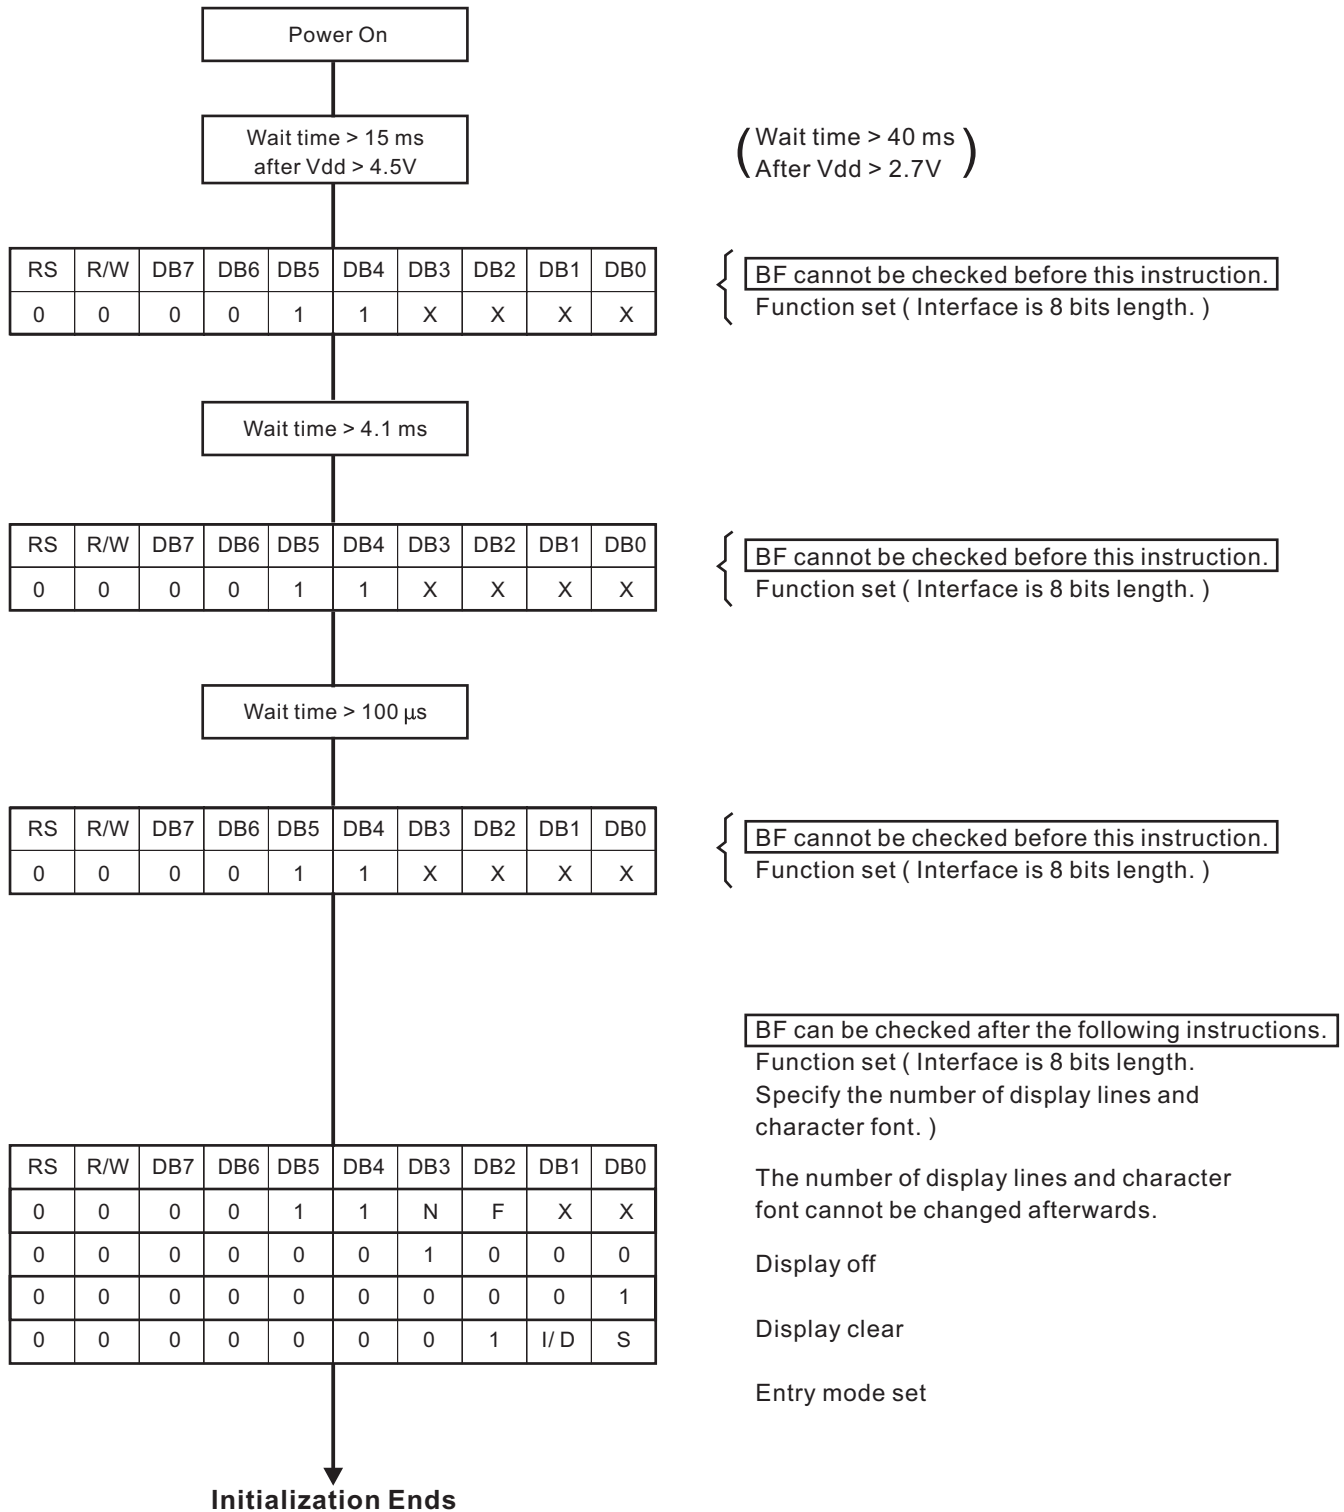 Power On
Wait time > 15 ms
after Vdd > 4.5V
(Wait time > 40 ms
After Vdd > 2.7V)
RS R/W DB7 DB6 DB5 DB4 DB3 DB2 DB1 DB0
0 0 0 0 1 1 X X X X
BF cannot be checked before this instruction.
Function set ( Interface is 8 bits length. )
Wait time > 4.1 ms
RS R/W DB7 DB6 DB5 DB4 DB3 DB2 DB1 DB0
0 0 0 0 1 1 X X X X
BF cannot be checked before this instruction.
Function set ( Interface is 8 bits length. )
Wait time > 100 µs
RS R/W DB7 DB6 DB5 DB4 DB3 DB2 DB1 DB0
0 0 0 0 1 1 X X X X
BF cannot be checked before this instruction.
Function set ( Interface is 8 bits length. )
BF can be checked after the following instructions.
Function set ( Interface is 8 bits length.
Specify the number of display lines and
character font. )
The number of display lines and character
font cannot be changed afterwards.
Display off
Display clear
Entry mode set
RS R/W DB7 DB6 DB5 DB4 DB3 DB2 DB1 DB0
0 0 0 0 1 1 N F X X
0 0 0 0 0 0 1 0 0 0
0 0 0 0 0 0 0 0 0 1
0 0 0 0 0 0 0 1 I/ D S
Initialization Ends